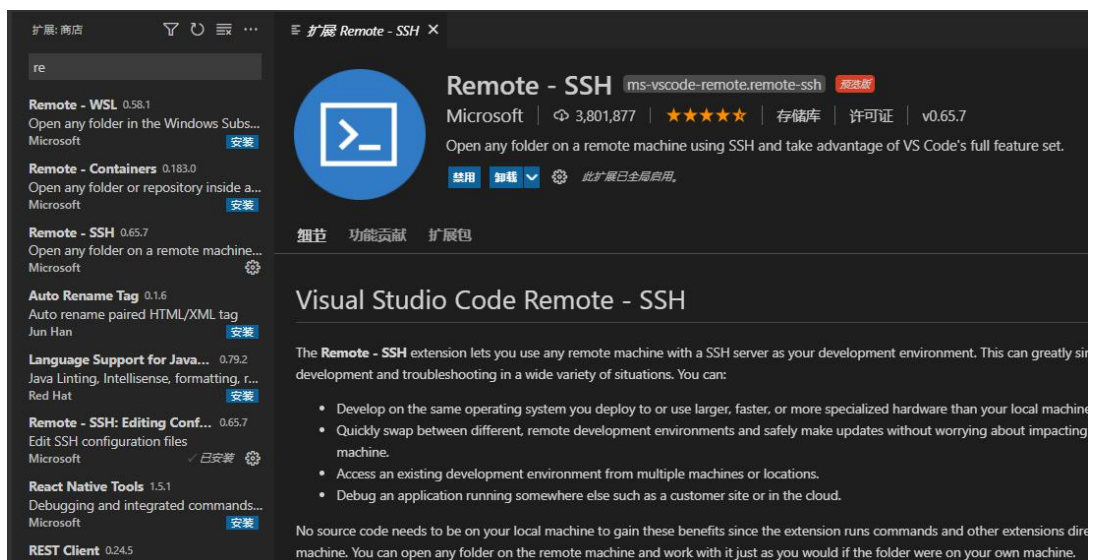 扩展: 商店
re
Remote - WSL 0.58.1
Open any folder in the Windows Subs...
Microsoft 安装
Remote - Containers 0.183.0
Open any folder or repository inside a...
Microsoft 安装
Remote - SSH 0.65.7
Open any folder on a remote machine...
Microsoft
Auto Rename Tag 0.1.6
Auto rename paired HTML/XML tag
Jun Han 安装
Language Support for Java... 0.79.2
Java Linting, Intellisense, formatting, r...
Red Hat 安装
Remote - SSH: Editing Conf... 0.65.7
Edit SSH configuration files
Microsoft ✓ 已安装
React Native Tools 1.5.1
Debugging and integrated commands...
Microsoft 安装
REST Client 0.24.5
扩展 Remote - SSH
Remote - SSH ms-vscode-remote.remote-ssh 预览版
Microsoft 3,801,877 存储库 许可证 v0.65.7
Open any folder on a remote machine using SSH and take advantage of VS Code's full feature set.
禁用 卸载 此扩展已全局启用。
细节 功能贡献 扩展包
Visual Studio Code Remote - SSH
The Remote - SSH extension lets you use any remote machine with a SSH server as your development environment. This can greatly sir
development and troubleshooting in a wide variety of situations. You can:
• Develop on the same operating system you deploy to or use larger, faster, or more specialized hardware than your local machine
• Quickly swap between different, remote development environments and safely make updates without worrying about impacting
machine.
• Access an existing development environment from multiple machines or locations.
• Debug an application running somewhere else such as a customer site or in the cloud.
No source code needs to be on your local machine to gain these benefits since the extension runs commands and other extensions dire
machine. You can open any folder on the remote machine and work with it just as you would if the folder were on your own machine.